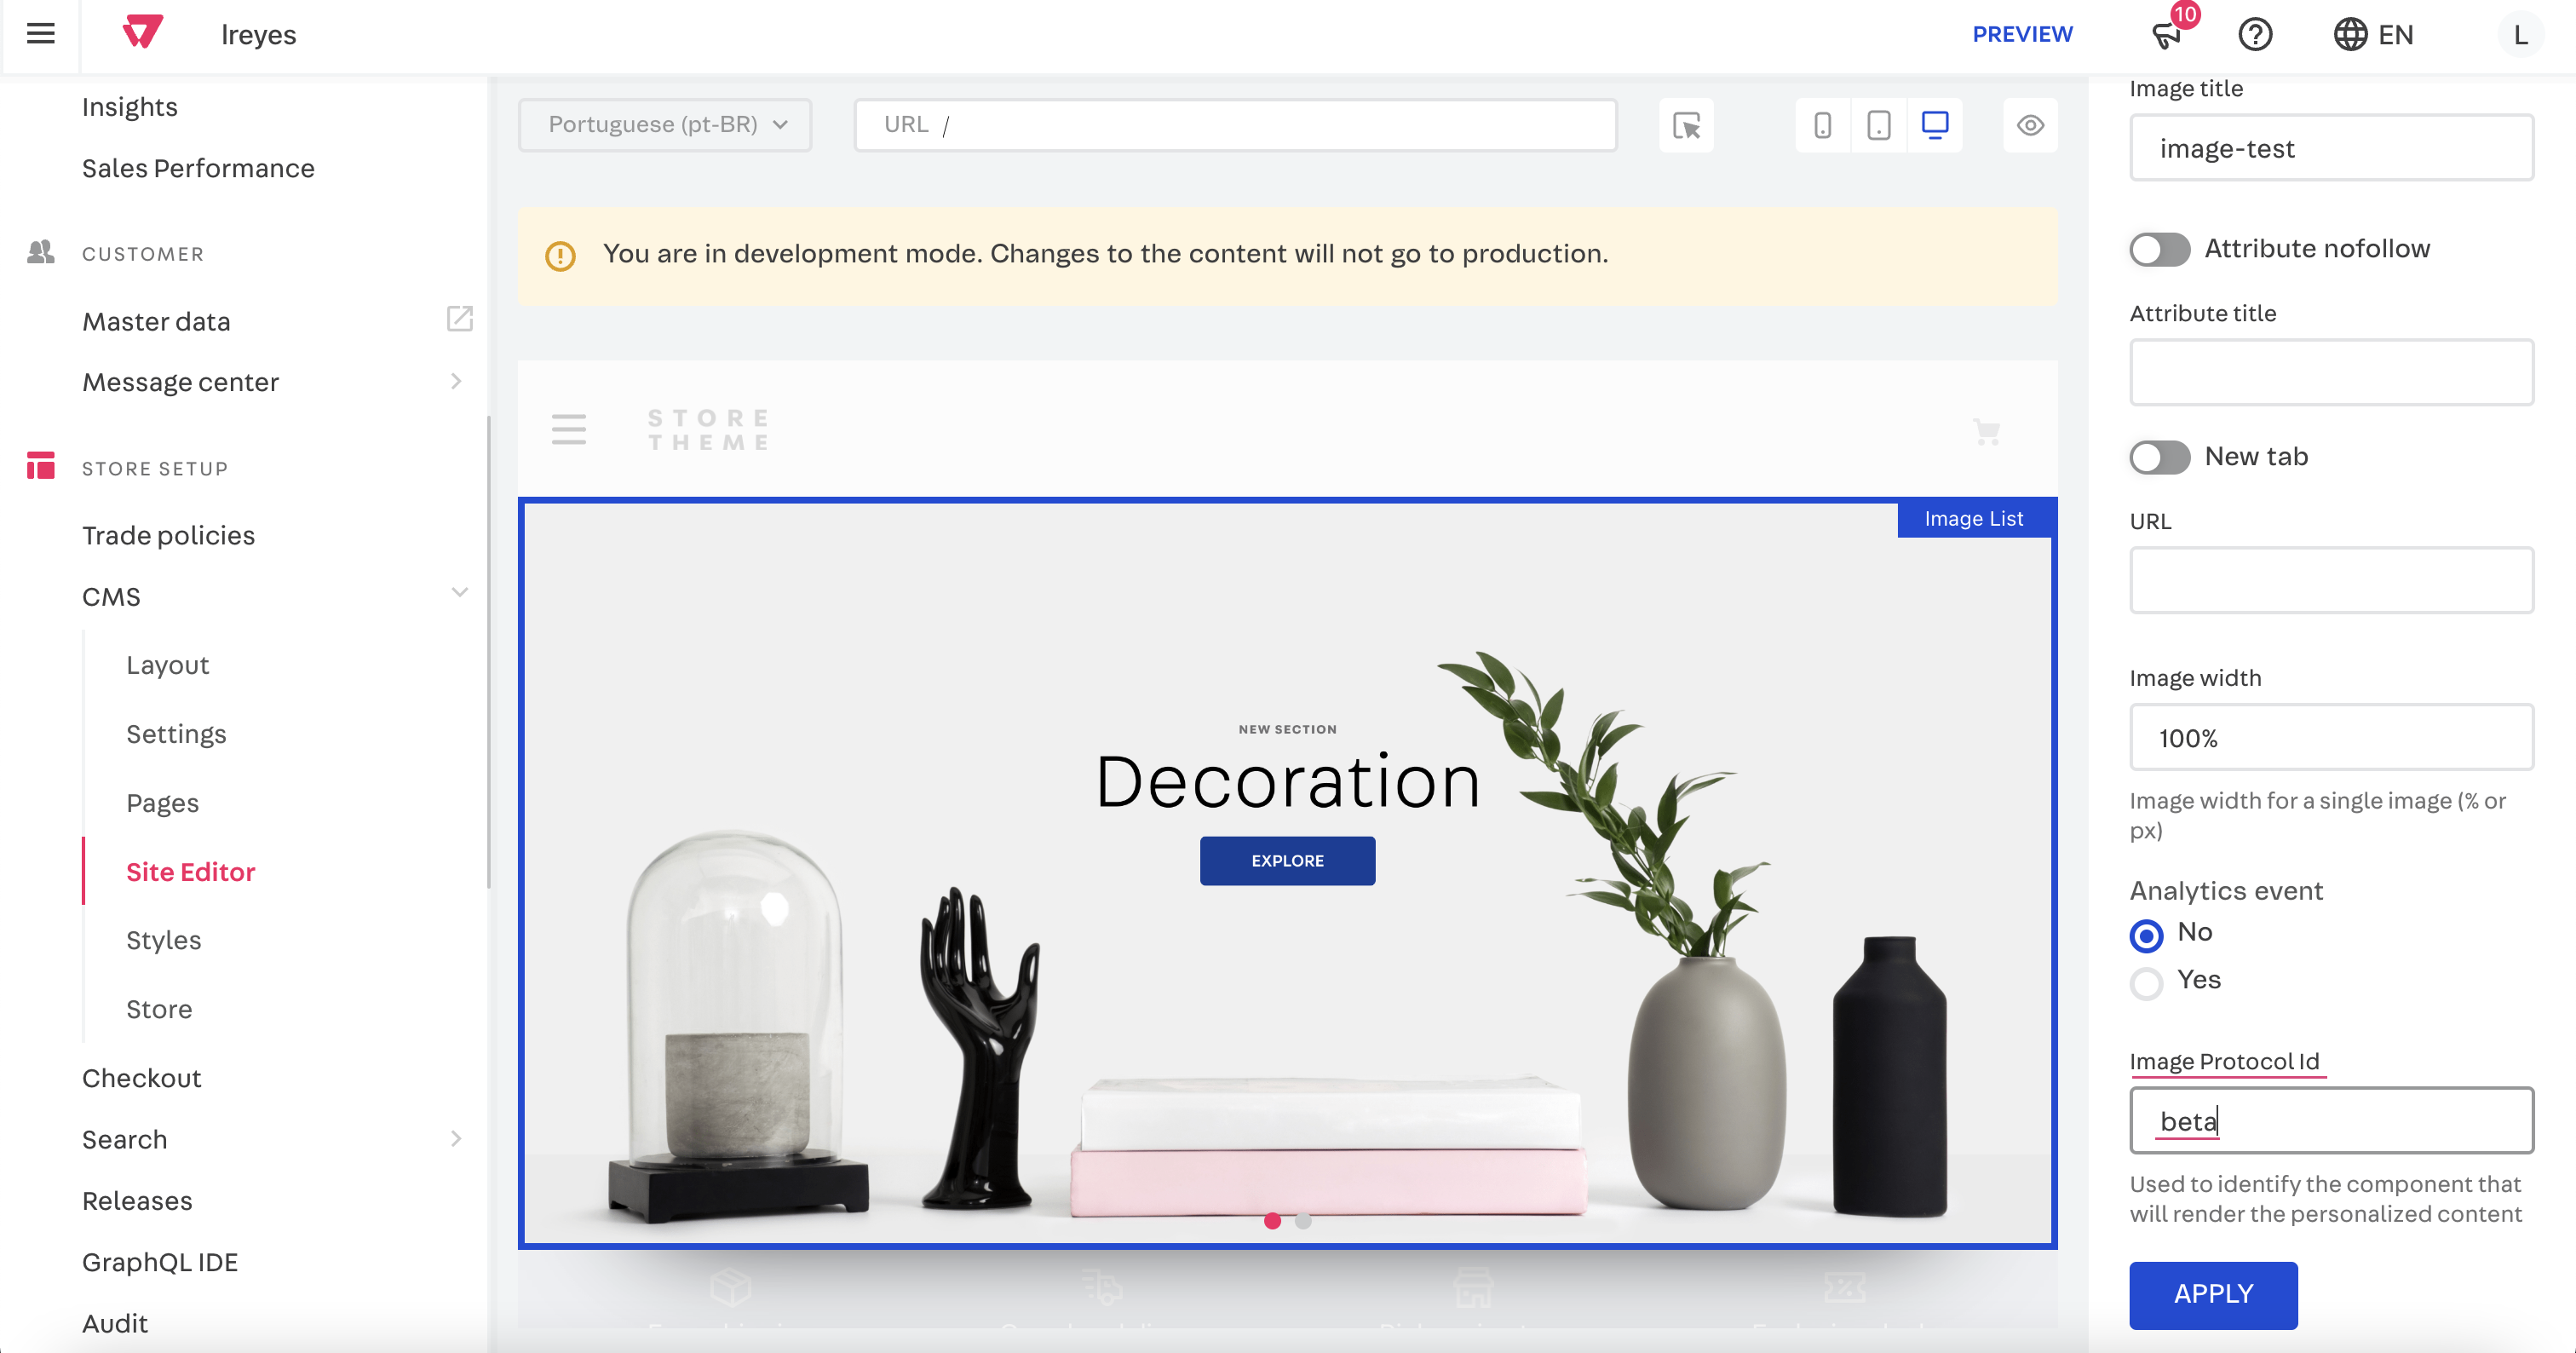 lreyes
PREVIEW
10
EN
L
Insights
Sales Performance
CUSTOMER
Master data
Message center
STORE SETUP
Trade policies
CMS
Layout
Settings
Pages
Site Editor
Styles
Store
Checkout
Search
Releases
GraphQL IDE
Audit
Portuguese (pt-BR)
URL /
You are in development mode. Changes to the content will not go to production.
STORE
THEME
Image List
NEW SECTION
Decoration
EXPLORE
Image title
image-test
Attribute nofollow
Attribute title
New tab
URL
Image width
100%
Image width for a single image (% or
px)
Analytics event
No
Yes
Image Protocol Id
beta
Used to identify the component that
will render the personalized content
APPLY